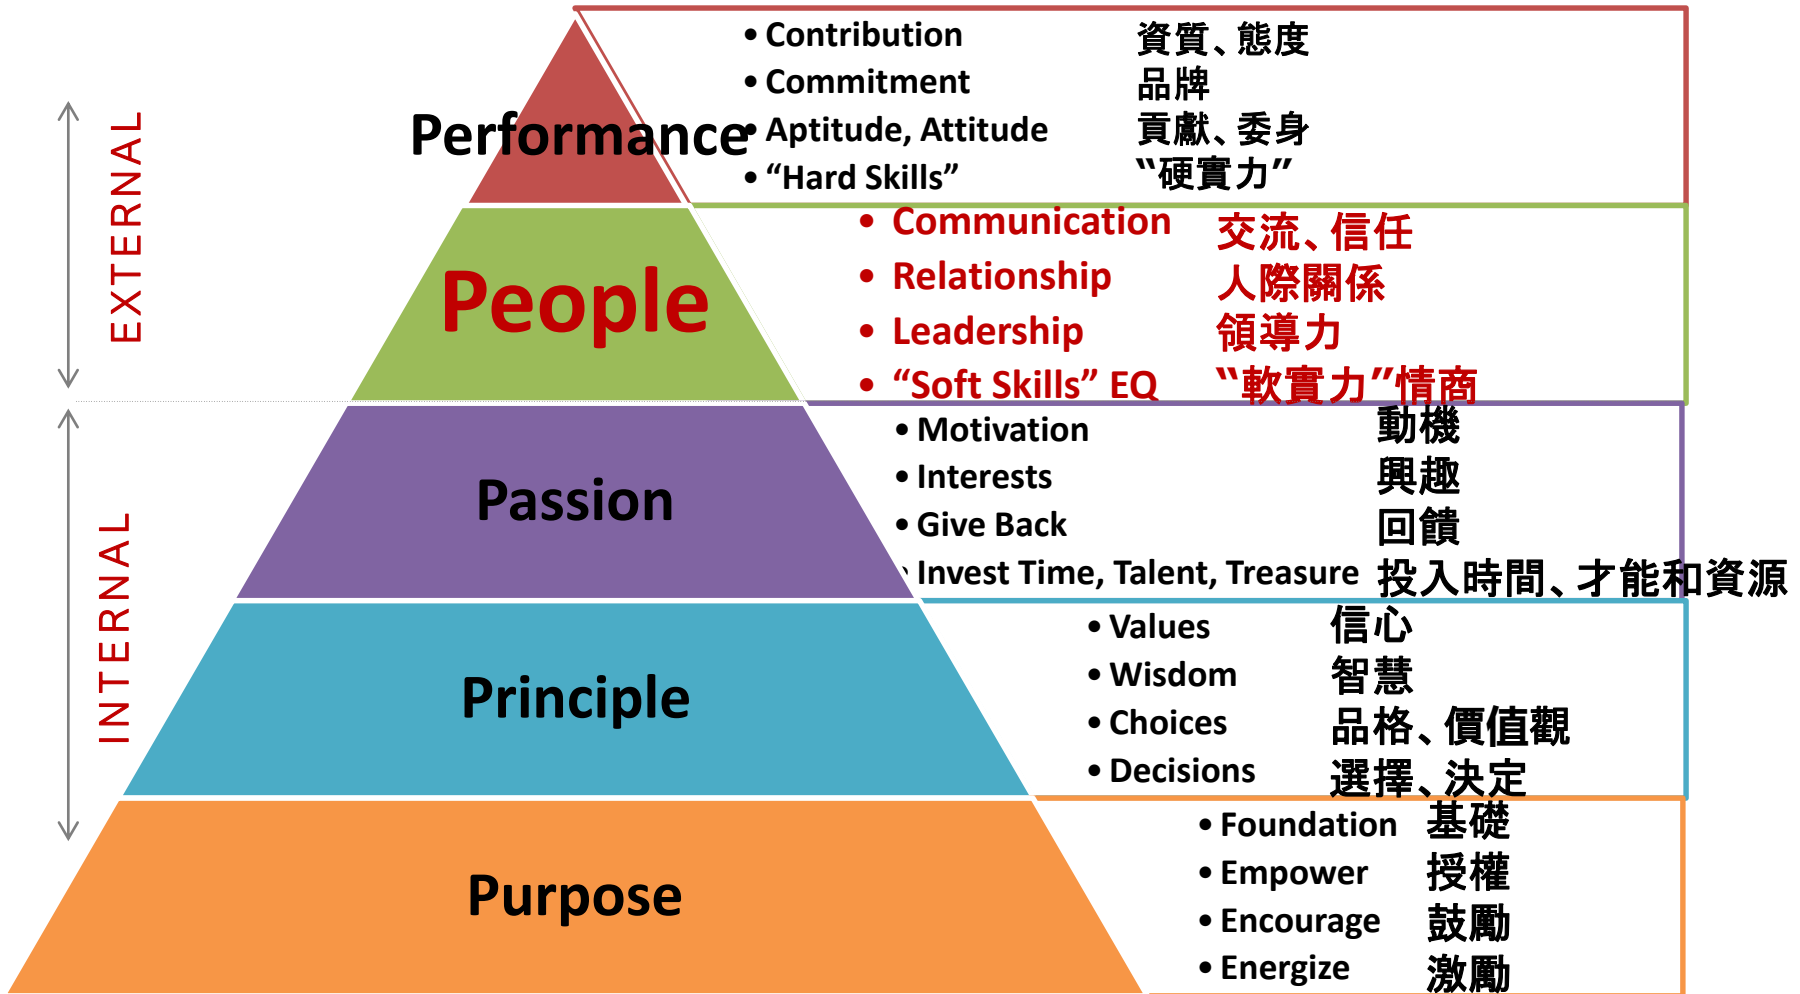 EXTERNAL
INTERNAL
Performance
• Contribution 資質、態度
• Commitment 品牌
• Aptitude, Attitude 貢獻、委身
• “Hard Skills” “硬實力”
People
• Communication 交流、信任
• Relationship 人際關係
• Leadership 領導力
• “Soft Skills” EQ “軟實力”情商
Passion
• Motivation 動機
• Interests 興趣
• Give Back 回饋
• Invest Time, Talent, Treasure 投入時間、才能和資源
Principle
• Values 信心
• Wisdom 智慧
• Choices 品格、價值觀
• Decisions 選擇、決定
Purpose
• Foundation 基礎
• Empower 授權
• Encourage 鼓勵
• Energize 激勵